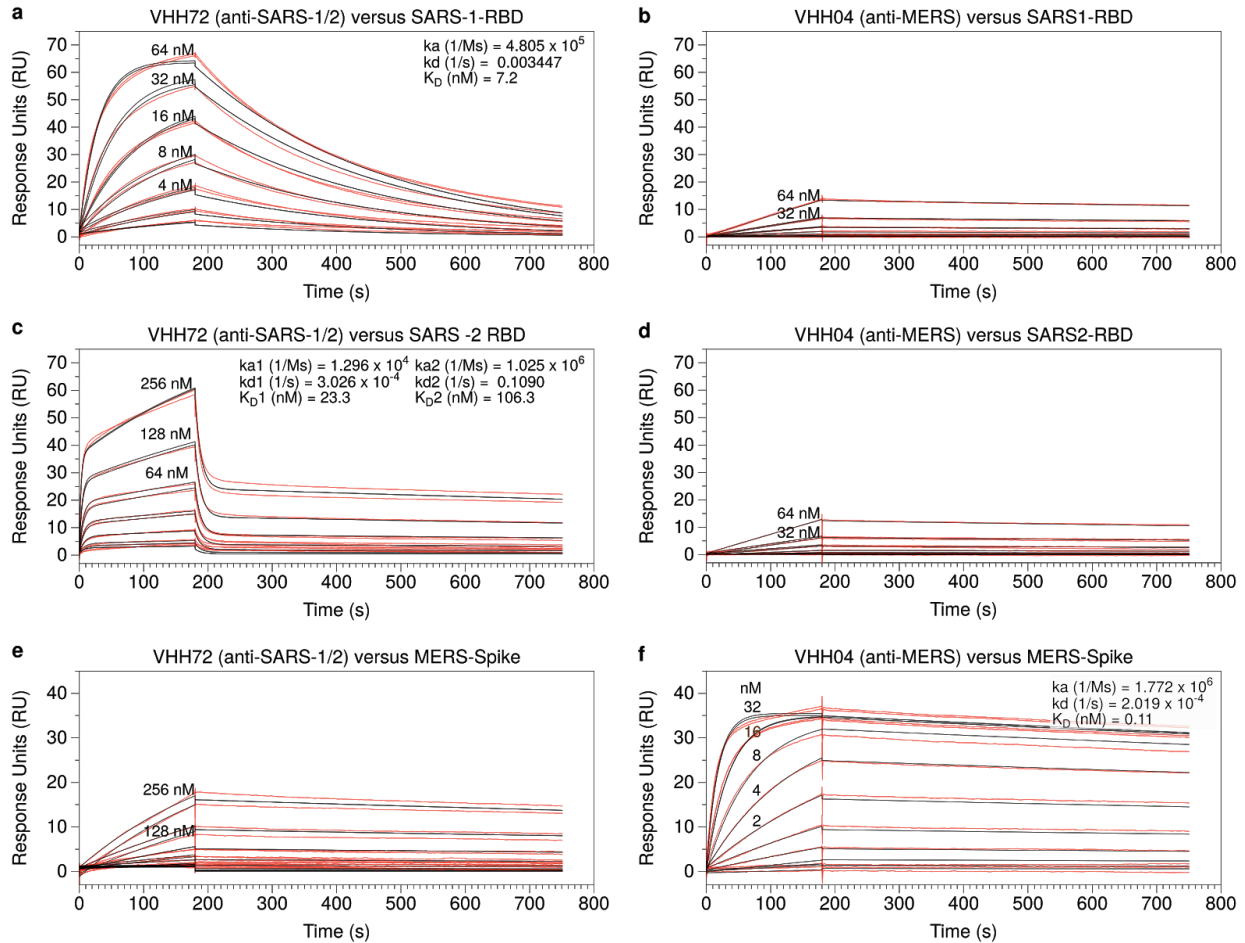 a
VHH72 (anti-SARS-1/2) versus SARS-1-RBD
Response Units (RU)
70
60
50
40
30
20
10
0
64 nM
32 nM
16 nM
8 nM
4 nM
ka (1/Ms) = 4.805 x 10⁵
kd (1/s) = 0.003447
K_D (nM) = 7.2
0 100 200 300 400 500 600 700 800
Time (s)
b
VHH04 (anti-MERS) versus SARS1-RBD
Response Units (RU)
70
60
50
40
30
20
10
0
64 nM
32 nM
0 100 200 300 400 500 600 700 800
Time (s)
c
VHH72 (anti-SARS-1/2) versus SARS -2 RBD
Response Units (RU)
70
60
50
40
30
20
10
0
256 nM
128 nM
64 nM
ka1 (1/Ms) = 1.296 x 10⁴ ka2 (1/Ms) = 1.025 x 10⁶
kd1 (1/s) = 3.026 x 10⁻⁴ kd2 (1/s) = 0.1090
K_D1 (nM) = 23.3 K_D2 (nM) = 106.3
0 100 200 300 400 500 600 700 800
Time (s)
d
VHH04 (anti-MERS) versus SARS2-RBD
Response Units (RU)
70
60
50
40
30
20
10
0
64 nM
32 nM
0 100 200 300 400 500 600 700 800
Time (s)
e
VHH72 (anti-SARS-1/2) versus MERS-Spike
Response Units (RU)
40
30
20
10
0
256 nM
128 nM
0 100 200 300 400 500 600 700 800
Time (s)
f
VHH04 (anti-MERS) versus MERS-Spike
Response Units (RU)
40
30
20
10
0
nM
32
16
8
4
2
ka (1/Ms) = 1.772 x 10⁶
kd (1/s) = 2.019 x 10⁻⁴
K_D (nM) = 0.11
0 100 200 300 400 500 600 700 800
Time (s)